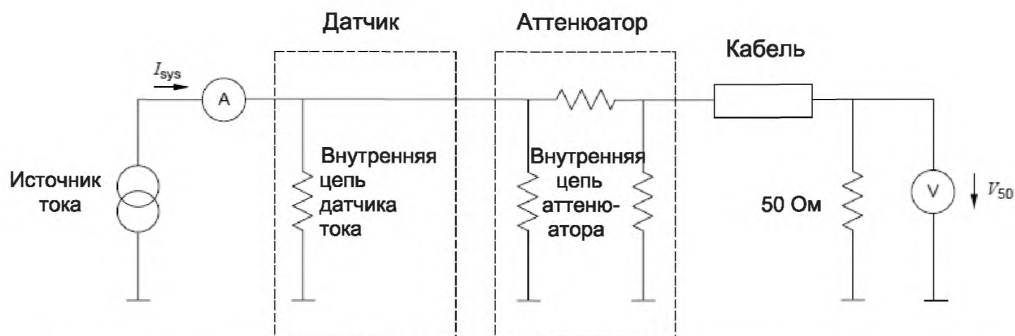 Датчик
Аттенюатор
Кабель
I_sys
A
Источник
тока
Внутренняя
цепь
датчика
тока
Внутренняя
цепь
аттеню-
атора
50 Ом
V
V_50